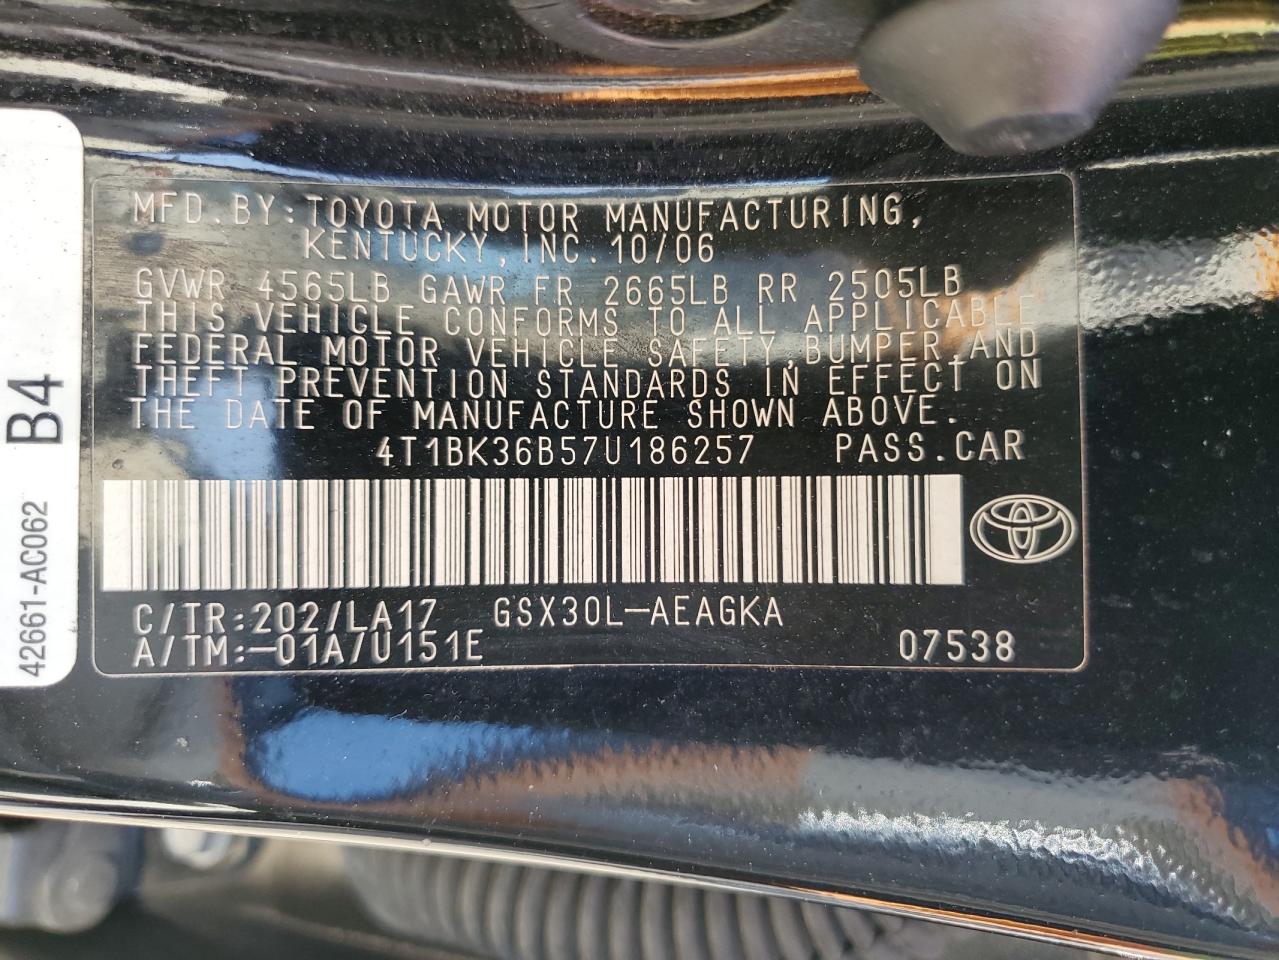 MFD.BY:TOYOTA MOTOR MANUFACTURING,
KENTUCKY,INC.10/06
GVWR 4565LB GAWR FR 2665LB RR 2505LB
THIS VEHICLE CONFORMS TO ALL APPLICABLE
FEDERAL MOTOR VEHICLE SAFETY,BUMPER,AND
THEFT PREVENTION STANDARDS IN EFFECT ON
THE DATE OF MANUFACTURE SHOWN ABOVE.
4T1BK36B57U186257 PASS.CAR
C/TR:202/LA17 GSX30L-AEAGKA
A/TM:-01A/U151E 07538
B4
42661-AC062